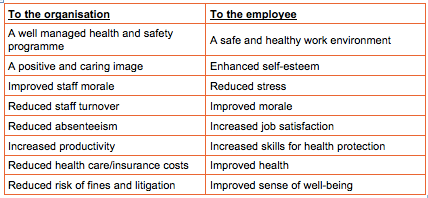 To the organisation To the employee
A well managed health and safety
programme A safe and healthy work environment
A positive and caring image Enhanced self-esteem
Improved staff morale Reduced stress
Reduced staff turnover Improved morale
Reduced absenteeism Increased job satisfaction
Increased productivity Increased skills for health protection
Reduced health care/insurance costs Improved health
Reduced risk of fines and litigation Improved sense of well-being